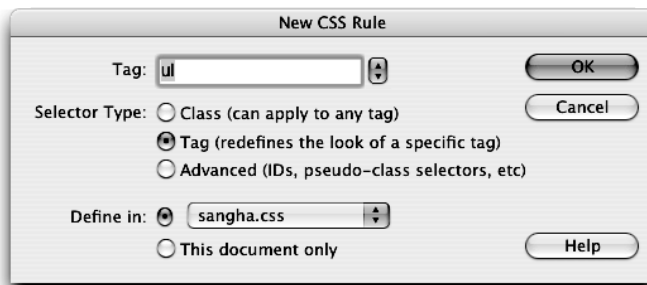 New CSS Rule
Tag: ul
OK
Selector Type: Class (can apply to any tag)
Cancel
Tag (redefines the look of a specific tag)
Advanced (IDs, pseudo-class selectors, etc)
Define in: sangha.css
This document only
Help